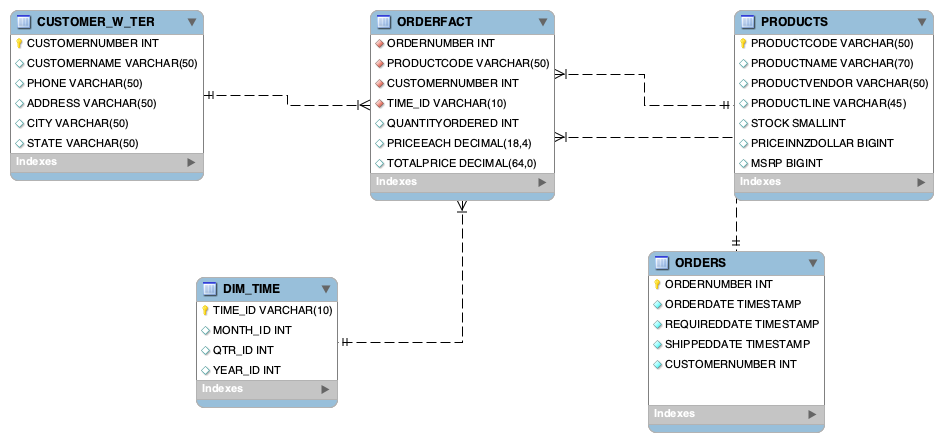 CUSTOMER_W_TER
CUSTOMERNUMBER INT
CUSTOMERNAME VARCHAR(50)
PHONE VARCHAR(50)
ADDRESS VARCHAR(50)
CITY VARCHAR(50)
STATE VARCHAR(50)
Indexes
ORDERFACT
ORDERNUMBER INT
PRODUCTCODE VARCHAR(50)
CUSTOMERNUMBER INT
TIME_ID VARCHAR(10)
QUANTITYORDERED INT
PRICEEACH DECIMAL(18,4)
TOTALPRICE DECIMAL(64,0)
Indexes
PRODUCTS
PRODUCTCODE VARCHAR(50)
PRODUCTNAME VARCHAR(70)
PRODUCTVENDOR VARCHAR(50)
PRODUCTLINE VARCHAR(45)
STOCK SMALLINT
PRICEINNZDOLLAR BIGINT
MSRP BIGINT
Indexes
DIM_TIME
TIME_ID VARCHAR(10)
MONTH_ID INT
QTR_ID INT
YEAR_ID INT
Indexes
ORDERS
ORDERNUMBER INT
ORDERDATE TIMESTAMP
REQUIREDDATE TIMESTAMP
SHIPPEDDATE TIMESTAMP
CUSTOMERNUMBER INT
Indexes